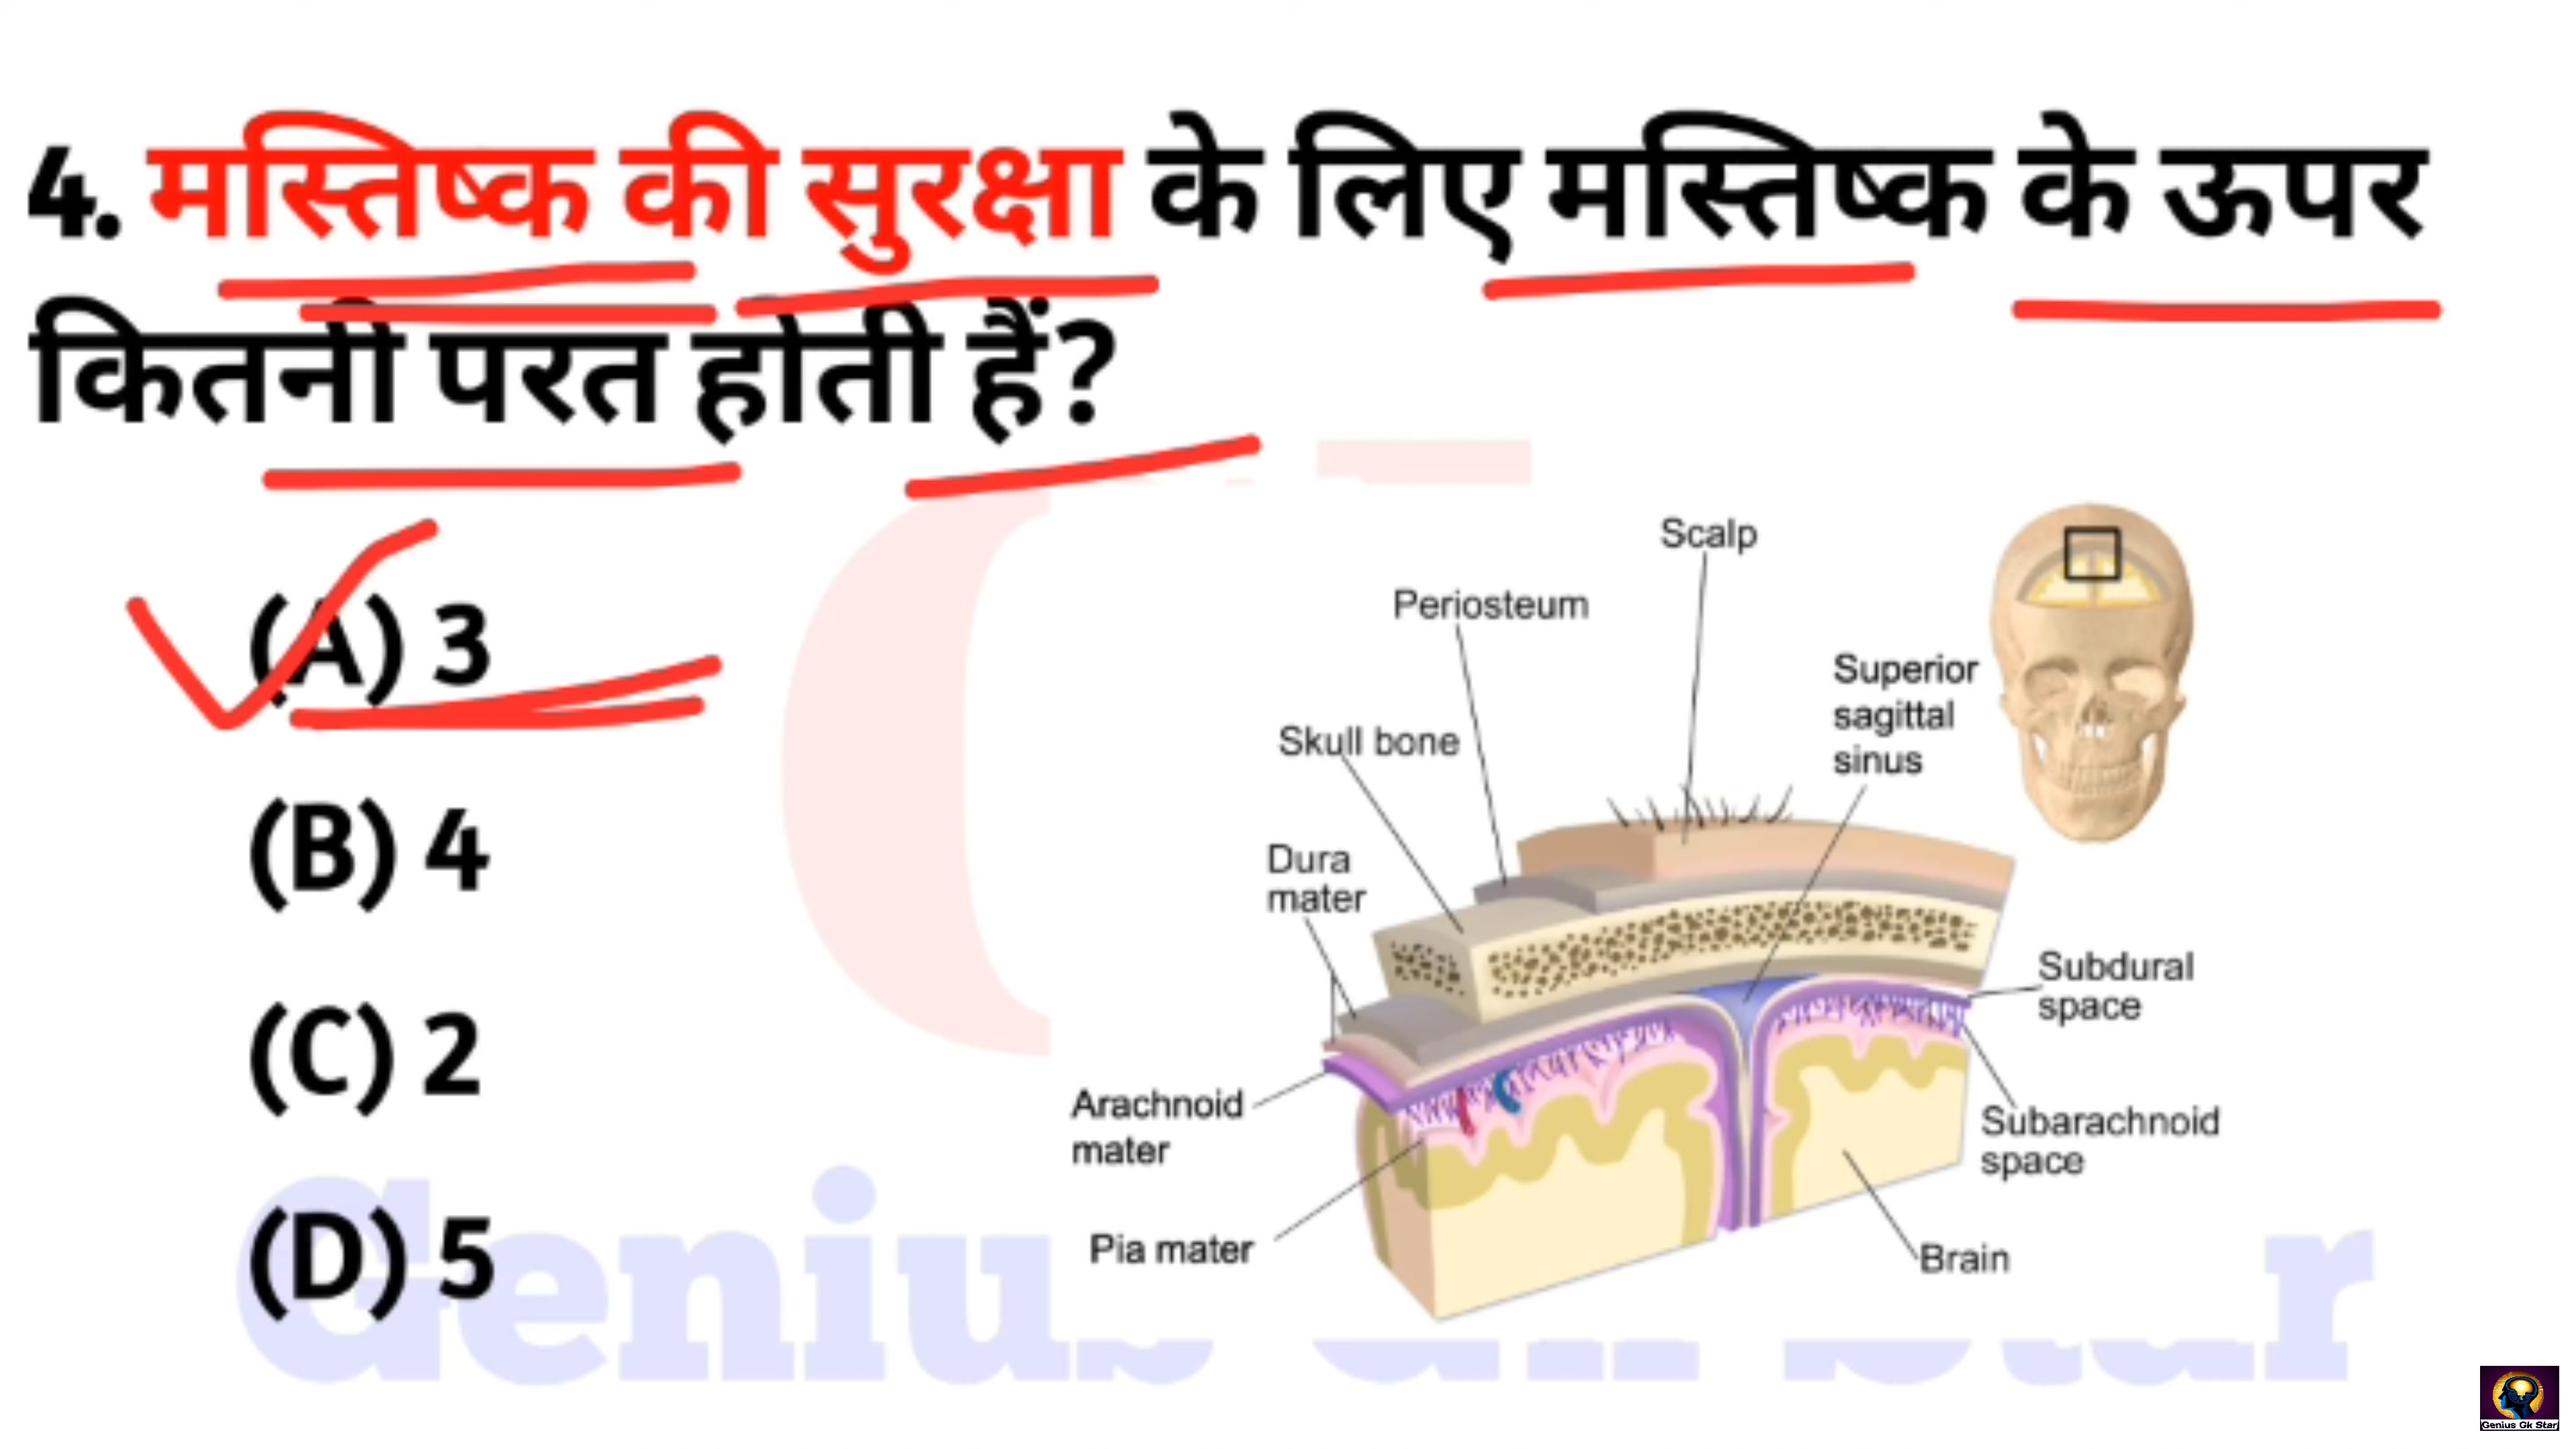 4. मस्तिष्क की सुरक्षा के लिए मस्तिष्क के ऊपर
कितनी परत होती हैं?
(A) 3
(B) 4
(C) 2
(D) 5
Scalp
Periosteum
Superior
sagittal
sinus
Skull bone
Dura
mater
Subdural
space
Arachnoid
mater
Subarachnoid
space
Pia mater
Brain
Genius Gk Star